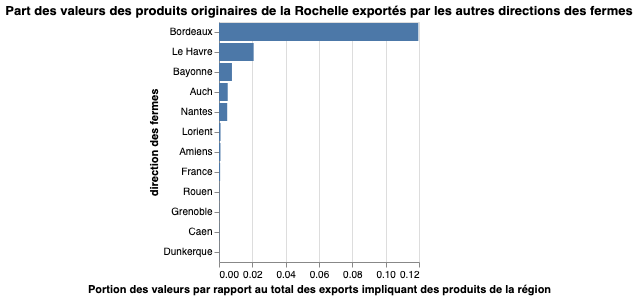 Part des valeurs des produits originaires de la Rochelle exportés par les autres directions des fermes
direction des fermes
Bordeaux
Le Havre
Bayonne
Auch
Nantes
Lorient
Amiens
France
Rouen
Grenoble
Caen
Dunkerque
0.00 0.02 0.04 0.06 0.08 0.10 0.12
Portion des valeurs par rapport au total des exports impliquant des produits de la région